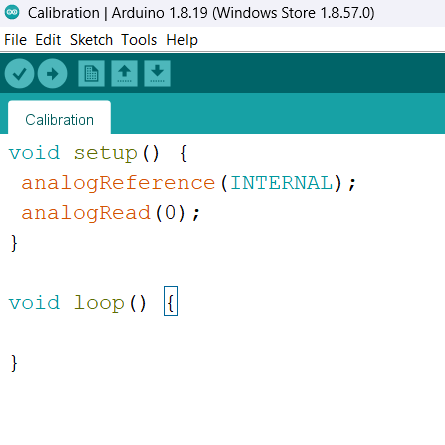 Calibration | Arduino 1.8.19 (Windows Store 1.8.57.0)
File Edit Sketch Tools Help
Calibration
void setup() {
 analogReference(INTERNAL);
 analogRead(0);
}
void loop() {
}